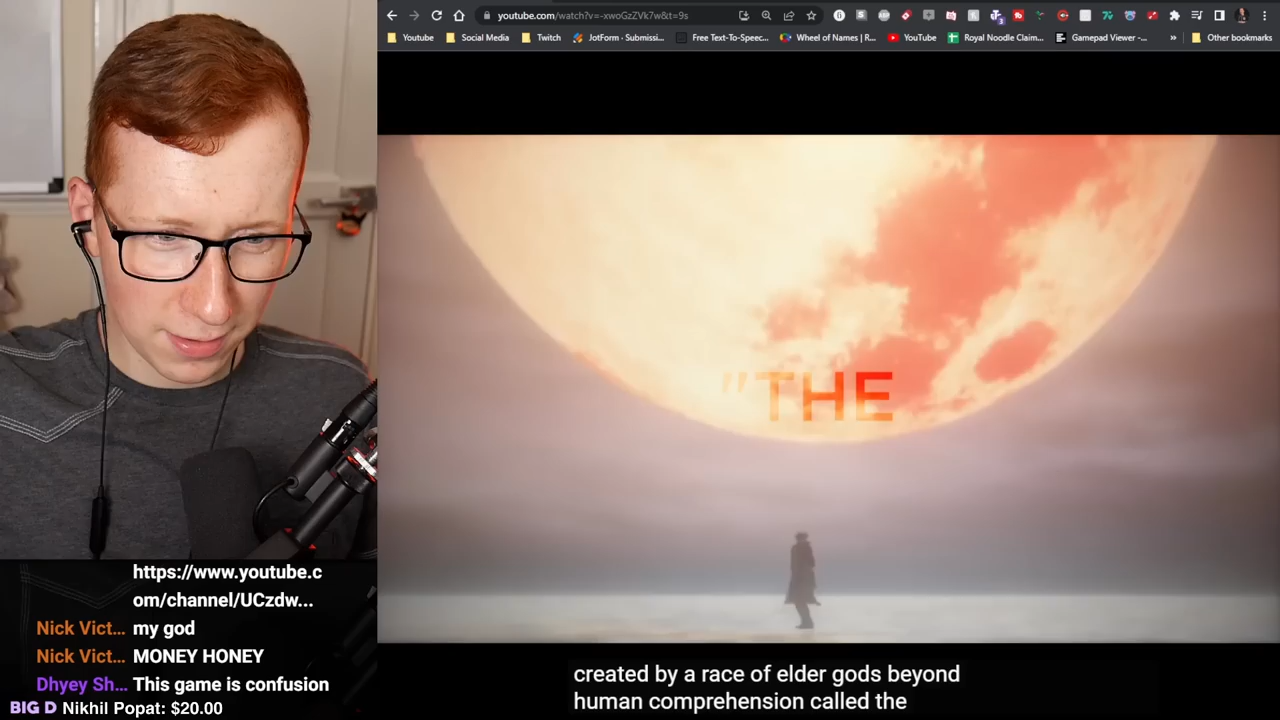 youtube.com/watch?v=-xwoGzZVk7w&t=9s
Youtube
Social Media
Twitch
JotForm · Submissi...
Free Text-To-Speec...
Wheel of Names | R...
YouTube
Royal Noodle Claim...
Gamepad Viewer -...
»
Other bookmarks
"THE
created by a race of elder gods beyond
human comprehension called the
https://www.youtube.c
om/channel/UCzdw...
Nick Vict... my god
Nick Vict... MONEY HONEY
Dhyey Sh... This game is confusion
BIG D Nikhil Popat: $20.00